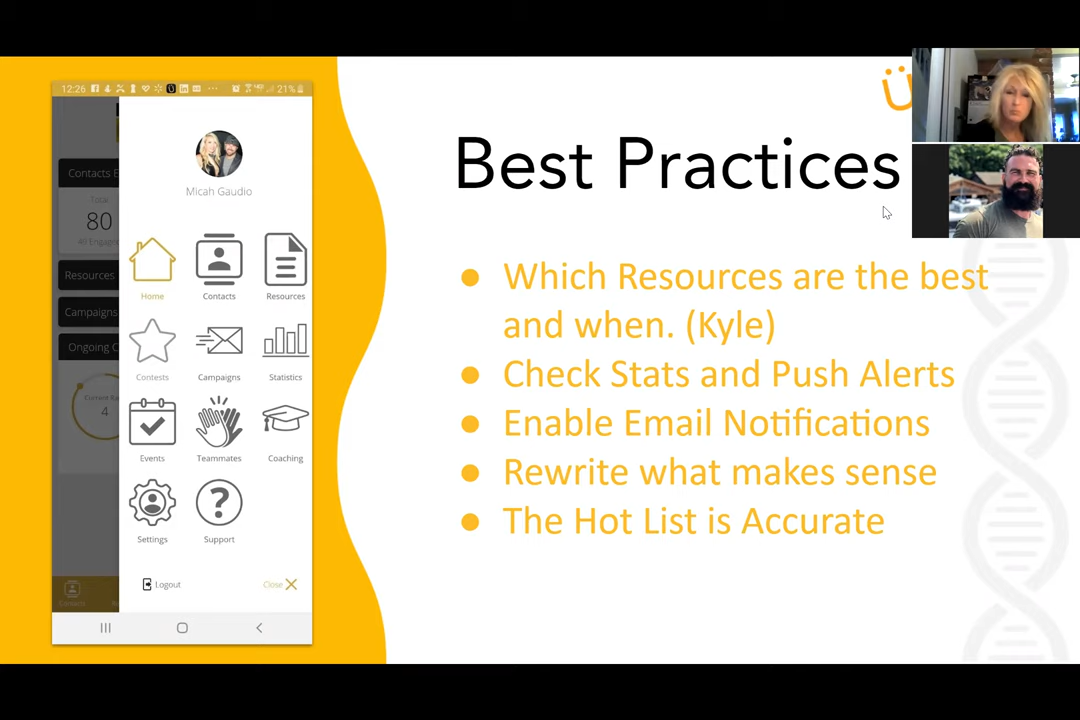 12:26
21%
Micah Gaudio
Home
Contacts
Resources
Contests
Campaigns
Statistics
Events
Teammates
Coaching
Settings
Support
Logout
Close
Contacts E
Total
80
Resources
Campaigns
Ongoing C
4
Ü
Best Practices
● Which Resources are the best
and when. (Kyle)
● Check Stats and Push Alerts
● Enable Email Notifications
● Rewrite what makes sense
● The Hot List is Accurate